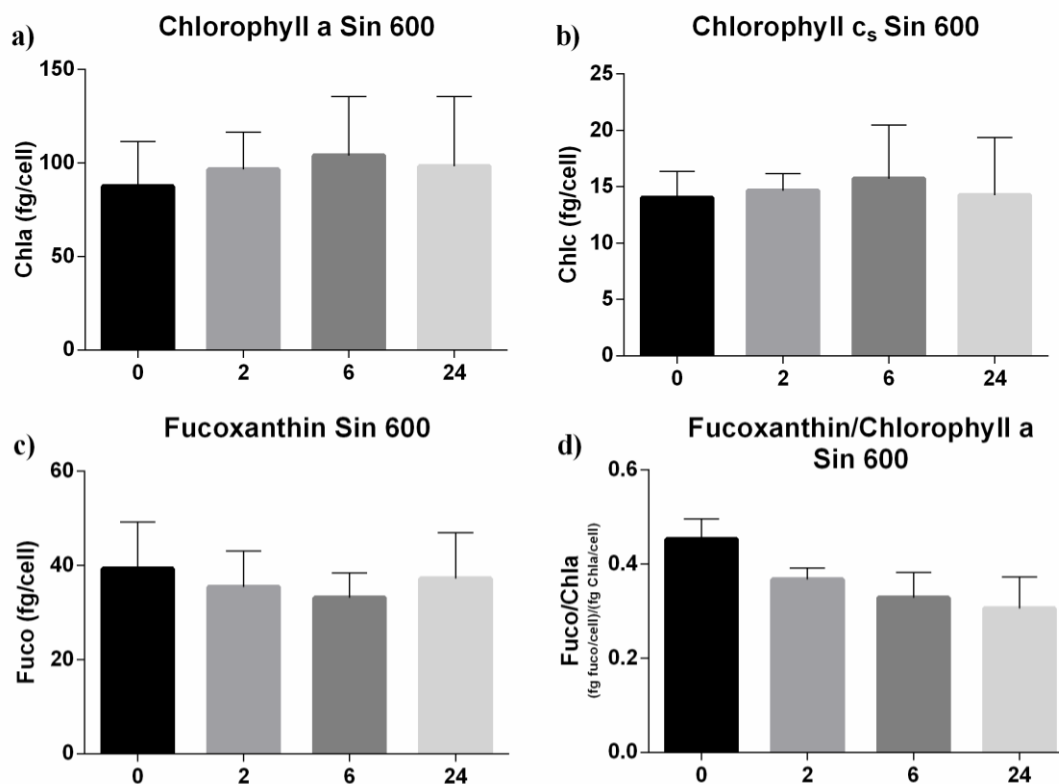 a)
Chlorophyll a Sin 600
Chla (fg/cell)
150
100
50
0
0 2 6 24
b)
Chlorophyll cs Sin 600
Chlc (fg/cell)
25
20
15
10
5
0
0 2 6 24
c)
Fucoxanthin Sin 600
Fuco (fg/cell)
60
40
20
0
0 2 6 24
d)
Fucoxanthin/Chlorophyll a
Sin 600
Fuco/Chla
(fg fuco/cell)/(fg Chla/cell)
0.6
0.4
0.2
0.0
0 2 6 24